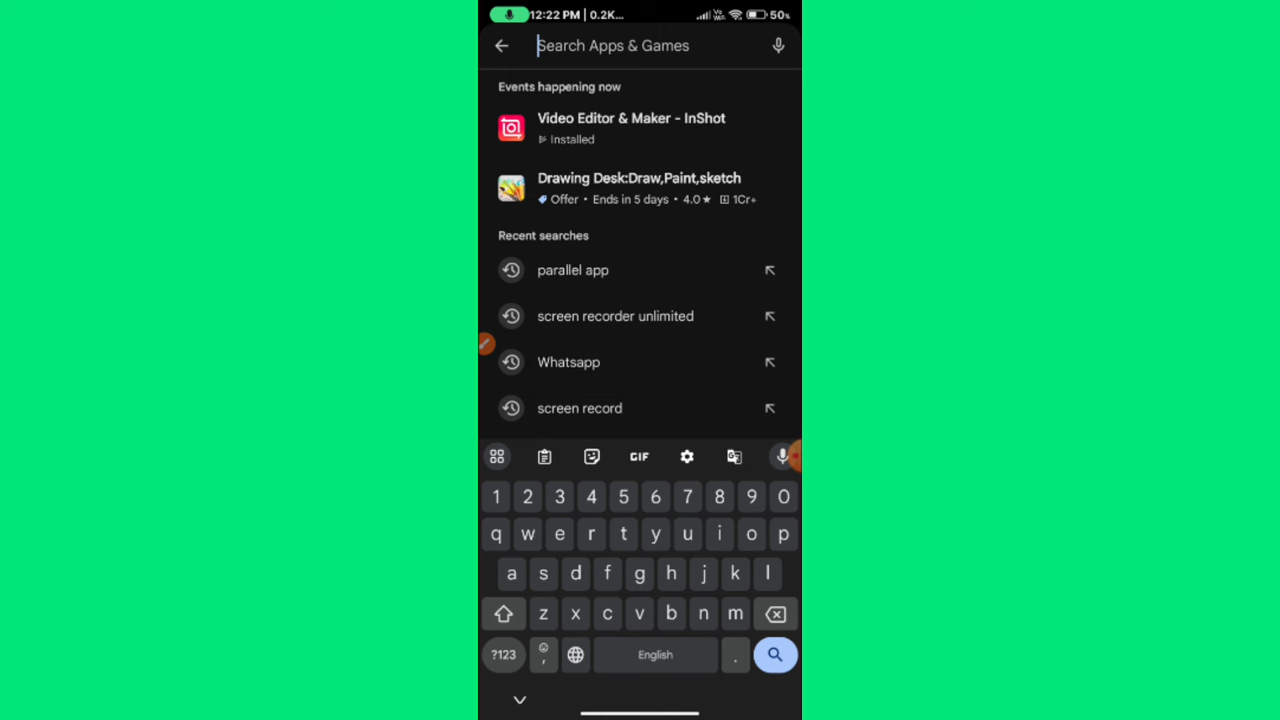 12:22 PM | 0.2K... Vo WiFi 50%
Search Apps & Games
Events happening now
Video Editor & Maker - InShot
Installed
Drawing Desk:Draw,Paint,sketch
Offer • Ends in 5 days • 4.0★ 1Cr+
Recent searches
parallel app
screen recorder unlimited
Whatsapp
screen record
GIF
1 2 3 4 5 6 7 8 9 0
q w e r t y u i o p
a s d f g h j k l
z x c v b n m
?123 , English .